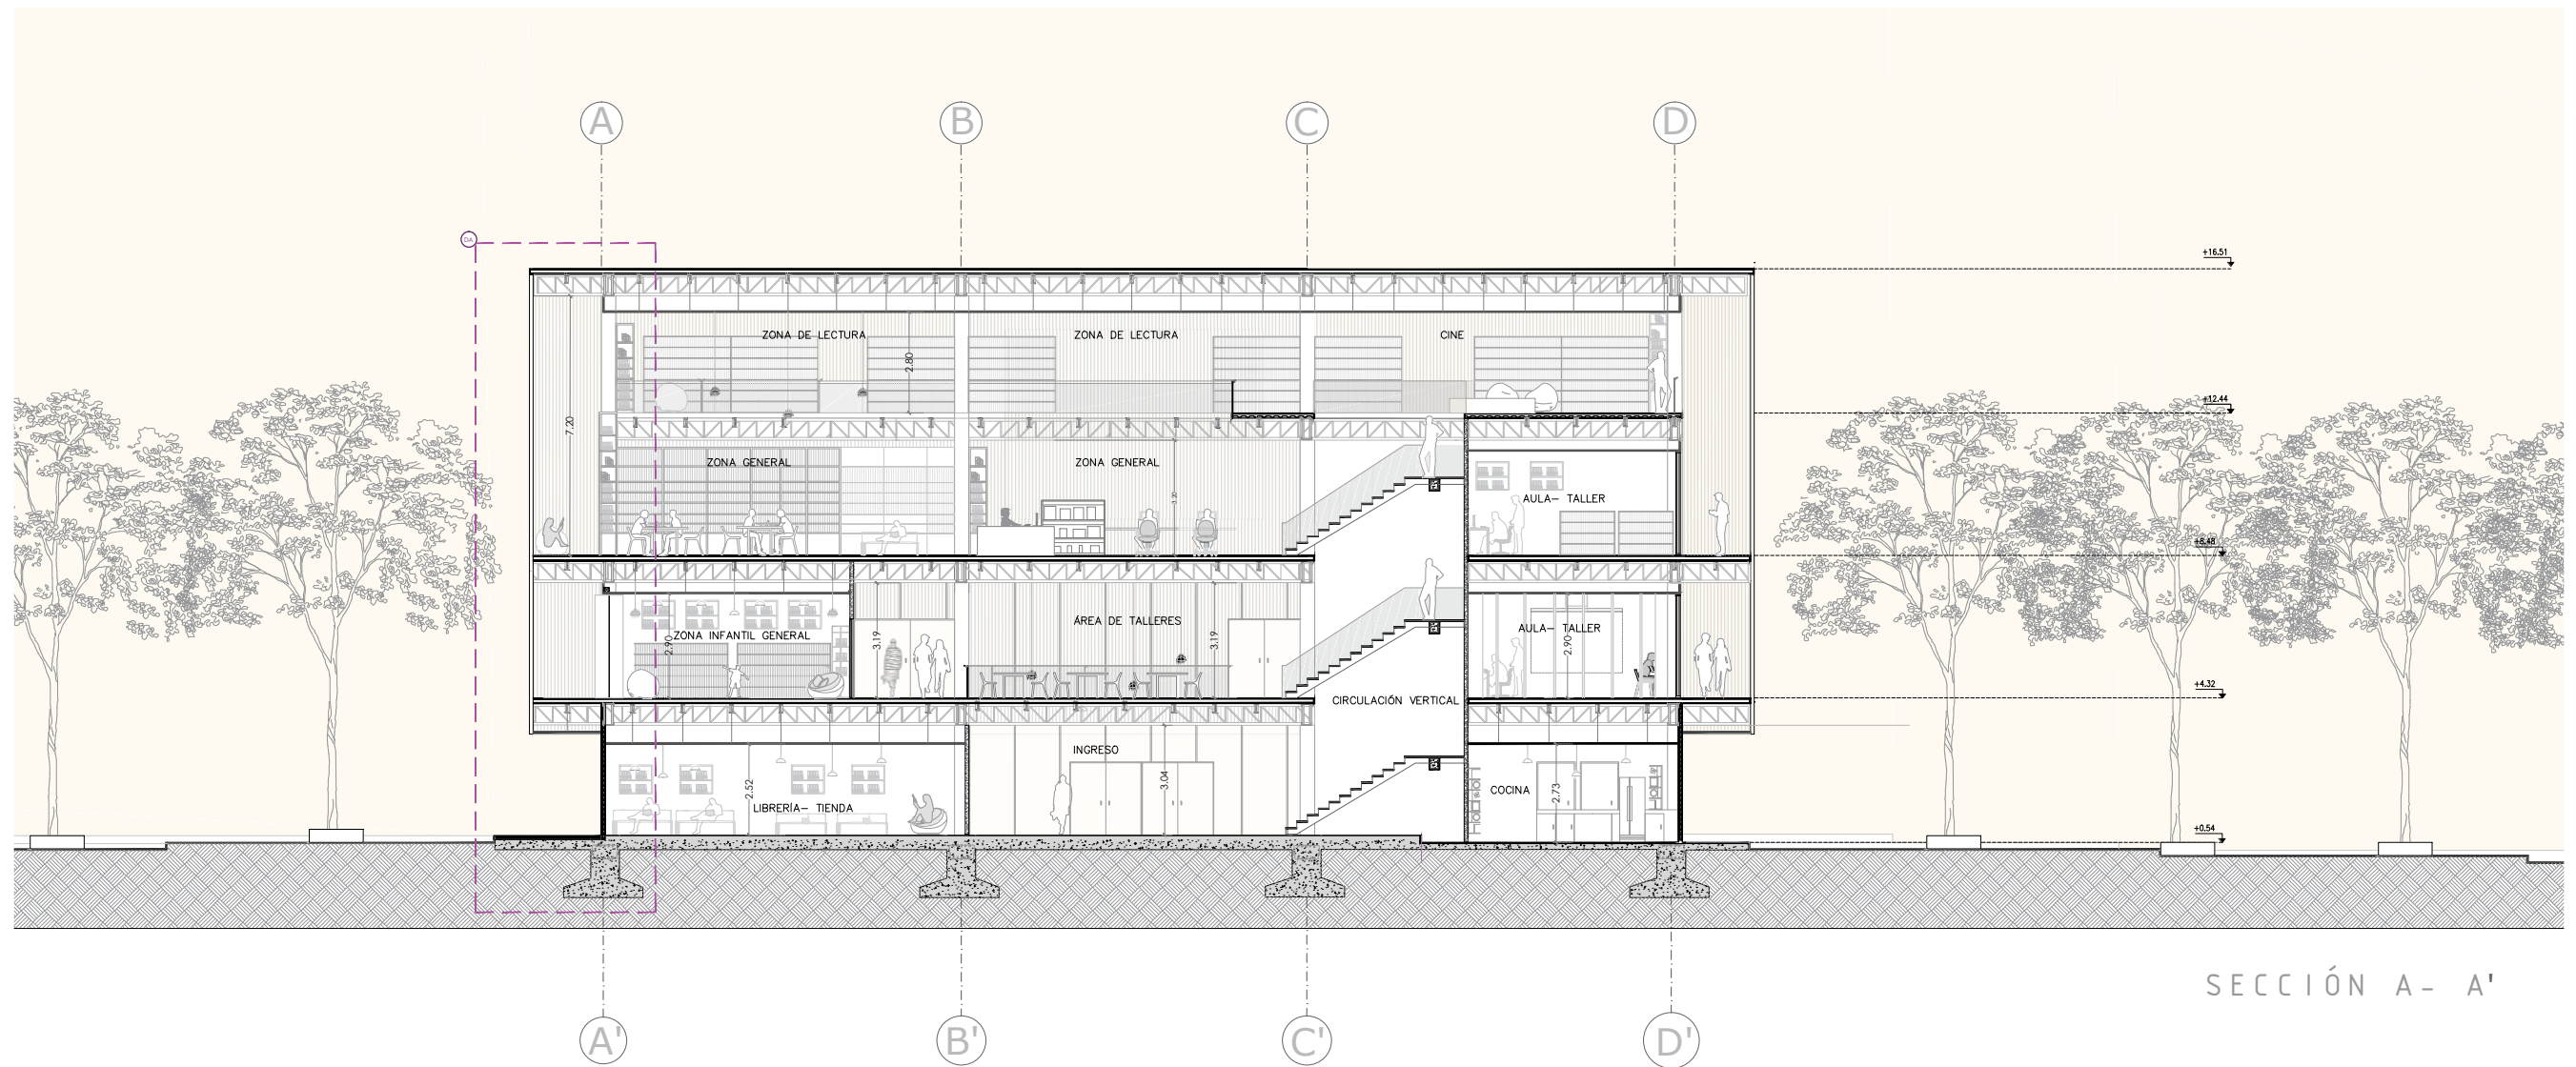 A
B
C
D
DA
+16.51
ZONA DE LECTURA
ZONA DE LECTURA
CINE
2.80
+12.44
7.20
ZONA GENERAL
ZONA GENERAL
AULA- TALLER
+8.48
ÁREA DE TALLERES
AULA- TALLER
ZONA INFANTIL GENERAL
2.90
3.19
3.19
2.90
+4.32
CIRCULACIÓN VERTICAL
INGRESO
2.52
3.04
COCINA
2.73
LIBRERÍA- TIENDA
+0.54
SECCIÓN A- A'
A'
B'
C'
D'